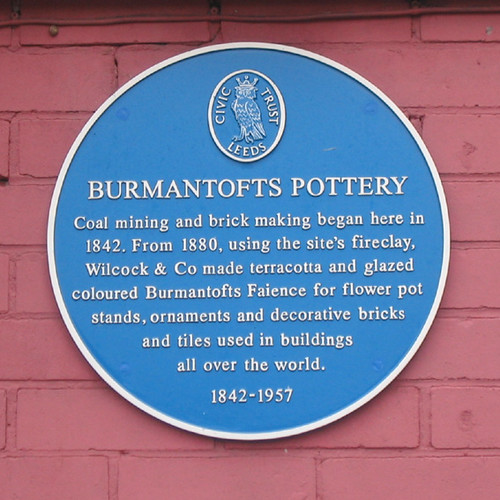 CIVIC TRUST
LEEDS
BURMANTOFTS POTTERY
Coal mining and brick making began here in
1842. From 1880, using the site's fireclay,
Wilcock & Co made terracotta and glazed
coloured Burmantofts Faience for flower pot
stands, ornaments and decorative bricks
and tiles used in buildings
all over the world.
1842-1957